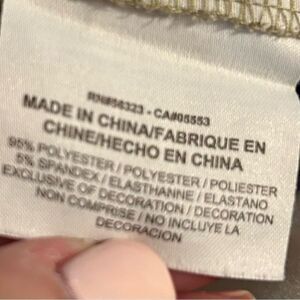 RN#56323 - CA#05553
MADE IN CHINA/FABRIQUE EN
CHINE/HECHO EN CHINA
95% POLYESTER / POLYESTER / POLIESTER
5% SPANDEX / ELASTHANNE / ELASTANO
EXCLUSIVE OF DECORATION / DECORATION
NON COMPRISE / NO INCLUYE LA
DECORACION